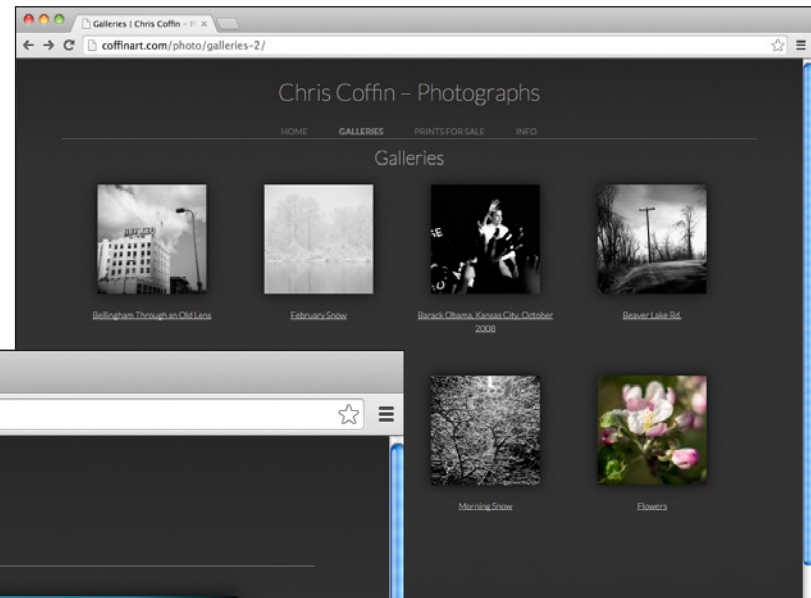 Galleries | Chris Coffin – P
coffinart.com/photo/galleries-2/
Chris Coffin – Photographs
HOME GALLERIES PRINTS FOR SALE INFO
Galleries
Bellingham Through an Old Lens
February Snow
Barack Obama, Kansas City, October
2008
Beaver Lake Rd.
Morning Snow
Flowers